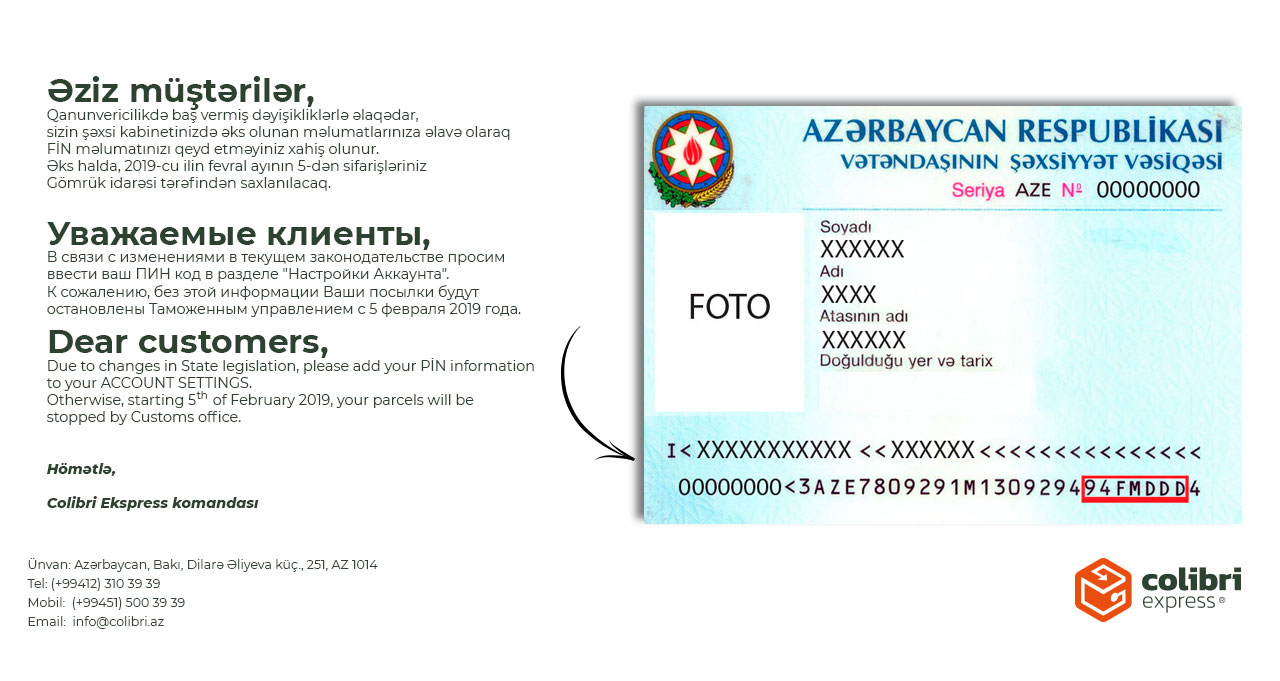 Əziz müştərilər,
Qanunvericilikdə baş vermiş dəyişikliklərlə əlaqədar,
sizin şəxsi kabinetinizdə əks olunan məlumatlarınıza əlavə olaraq
FİN məlumatınızı qeyd etməyiniz xahiş olunur.
Əks halda, 2019-cu ilin fevral ayının 5-dən sifarişləriniz
Gömrük idarəsi tərəfindən saxlanılacaq.
Уважаемые клиенты,
В связи с изменениями в текущем законодательстве просим
ввести ваш ПИН код в разделе "Настройки Аккаунта".
К сожалению, без этой информации Ваши посылки будут
остановлены Таможенным управлением с 5 февраля 2019 года.
Dear customers,
Due to changes in State legislation, please add your PİN information
to your ACCOUNT SETTINGS.
Otherwise, starting 5th of February 2019, your parcels will be
stopped by Customs office.
Hömətlə,
Colibri Ekspress komandası
Ünvan: Azərbaycan, Bakı, Dilarə Əliyeva küç., 251, AZ 1014
Tel: (+99412) 310 39 39
Mobil: (+99451) 500 39 39
Email: info@colibri.az
AZƏRBAYCAN RESPUBLİKASI
VƏTƏNDAŞININ ŞƏXSİYYƏT VƏSİQƏSİ
Seriya AZE № 00000000
FOTO
Soyadı
XXXXXX
Adı
XXXX
Atasının adı
XXXXXX
Doğulduğu yer və tarix
I<XXXXXXXXXXX<<XXXXXX<<<<<<<<<<<<<<<
00000000<3AZE7809291M130929494FMDDD4
colibri
express®